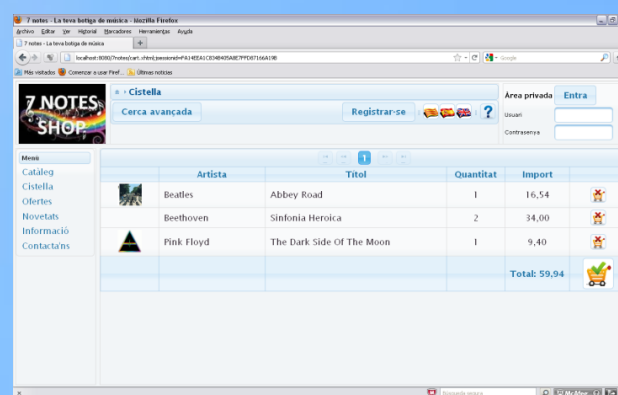 7 notes - La teva botiga de música - Mozilla Firefox
Archivo Editar Ver Historial Marcadores Herramientas Ayuda
7 notes - La teva botiga de música
Google
Más visitados Comenzar a usar Firef... Últimas noticias
7 NOTES SHOP
Cistella
Cerca avançada
Registrar-se
?
Àrea privada Entra
Usuari
Contrasenya
Menú
Catàleg
Cistella
Ofertes
Novetats
Informació
Contacta'ns
1
Artista Títol Quantitat Import
Beatles Abbey Road 1 16,54
Beethoven Sinfonia Heroica 2 34,00
Pink Floyd The Dark Side Of The Moon 1 9,40
Total: 59,94
McAfee